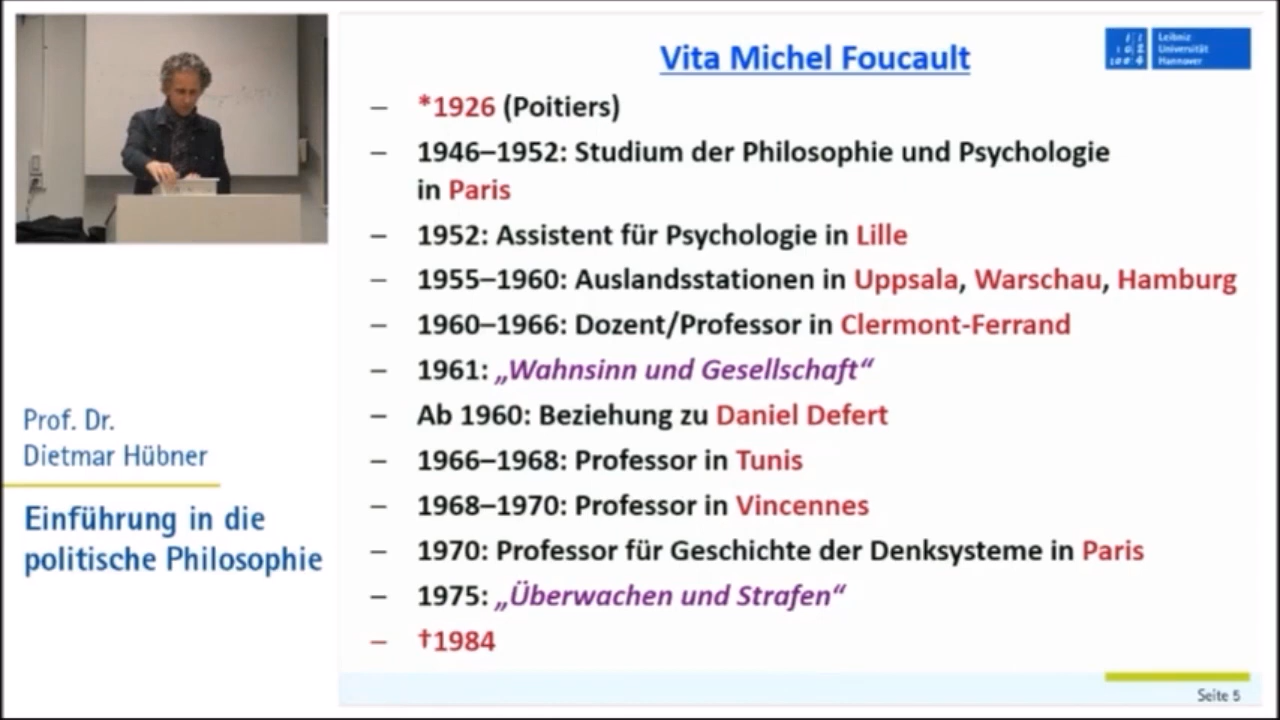 Vita Michel Foucault
Leibniz
Universität
Hannover
– *1926 (Poitiers)
– 1946–1952: Studium der Philosophie und Psychologie
in Paris
– 1952: Assistent für Psychologie in Lille
– 1955–1960: Auslandsstationen in Uppsala, Warschau, Hamburg
– 1960–1966: Dozent/Professor in Clermont-Ferrand
– 1961: „Wahnsinn und Gesellschaft“
– Ab 1960: Beziehung zu Daniel Defert
– 1966–1968: Professor in Tunis
– 1968–1970: Professor in Vincennes
– 1970: Professor für Geschichte der Denksysteme in Paris
– 1975: „Überwachen und Strafen“
– †1984
Prof. Dr.
Dietmar Hübner
Einführung in die
politische Philosophie
Seite 5